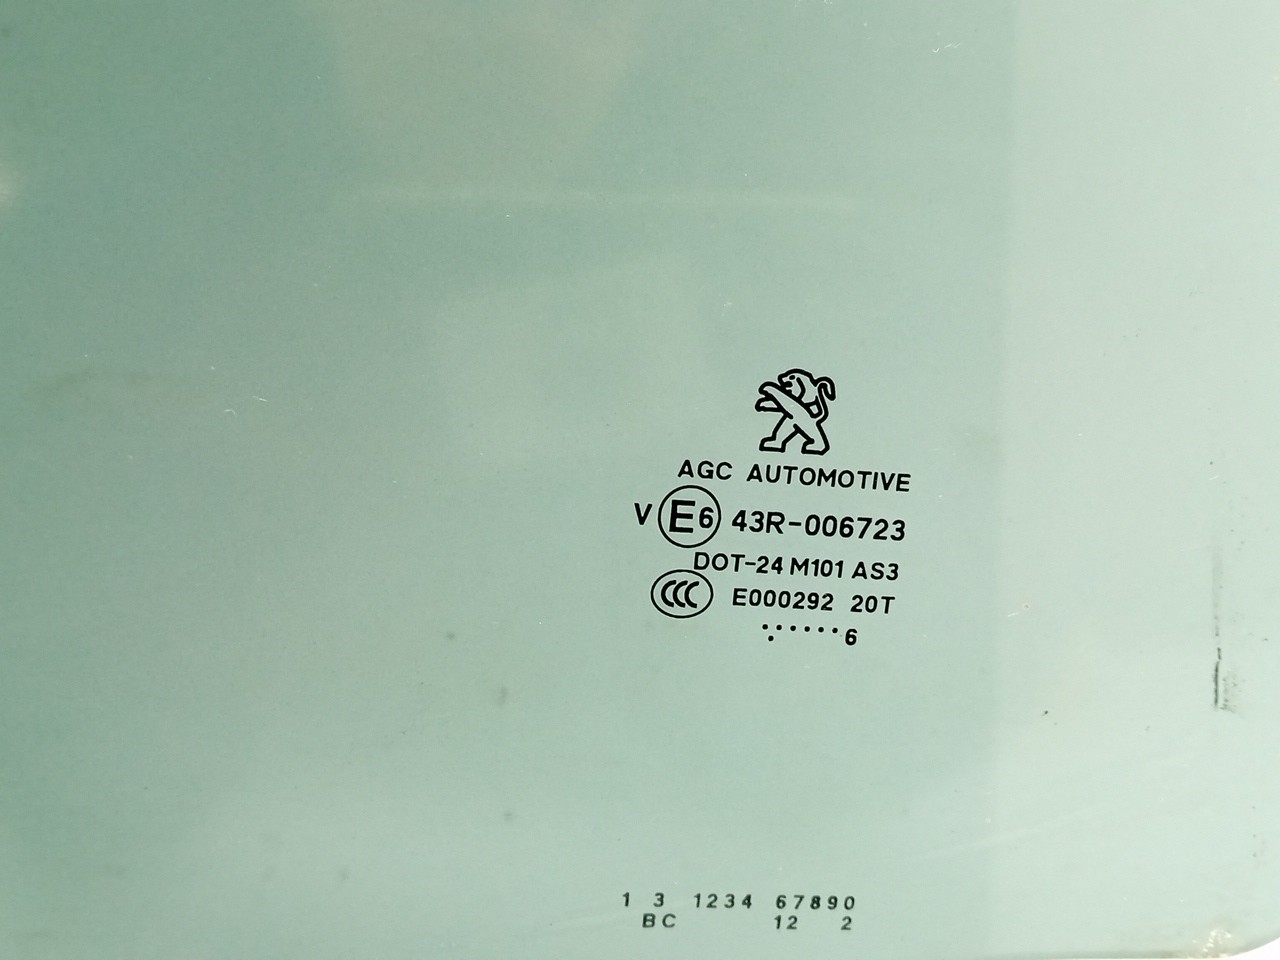 AGC AUTOMOTIVE
V E6 43R-006723
DOT-24 M101 AS3
CCC E000292 20T
. . . . . . . 6
1 3 1234 67890
BC 12 2